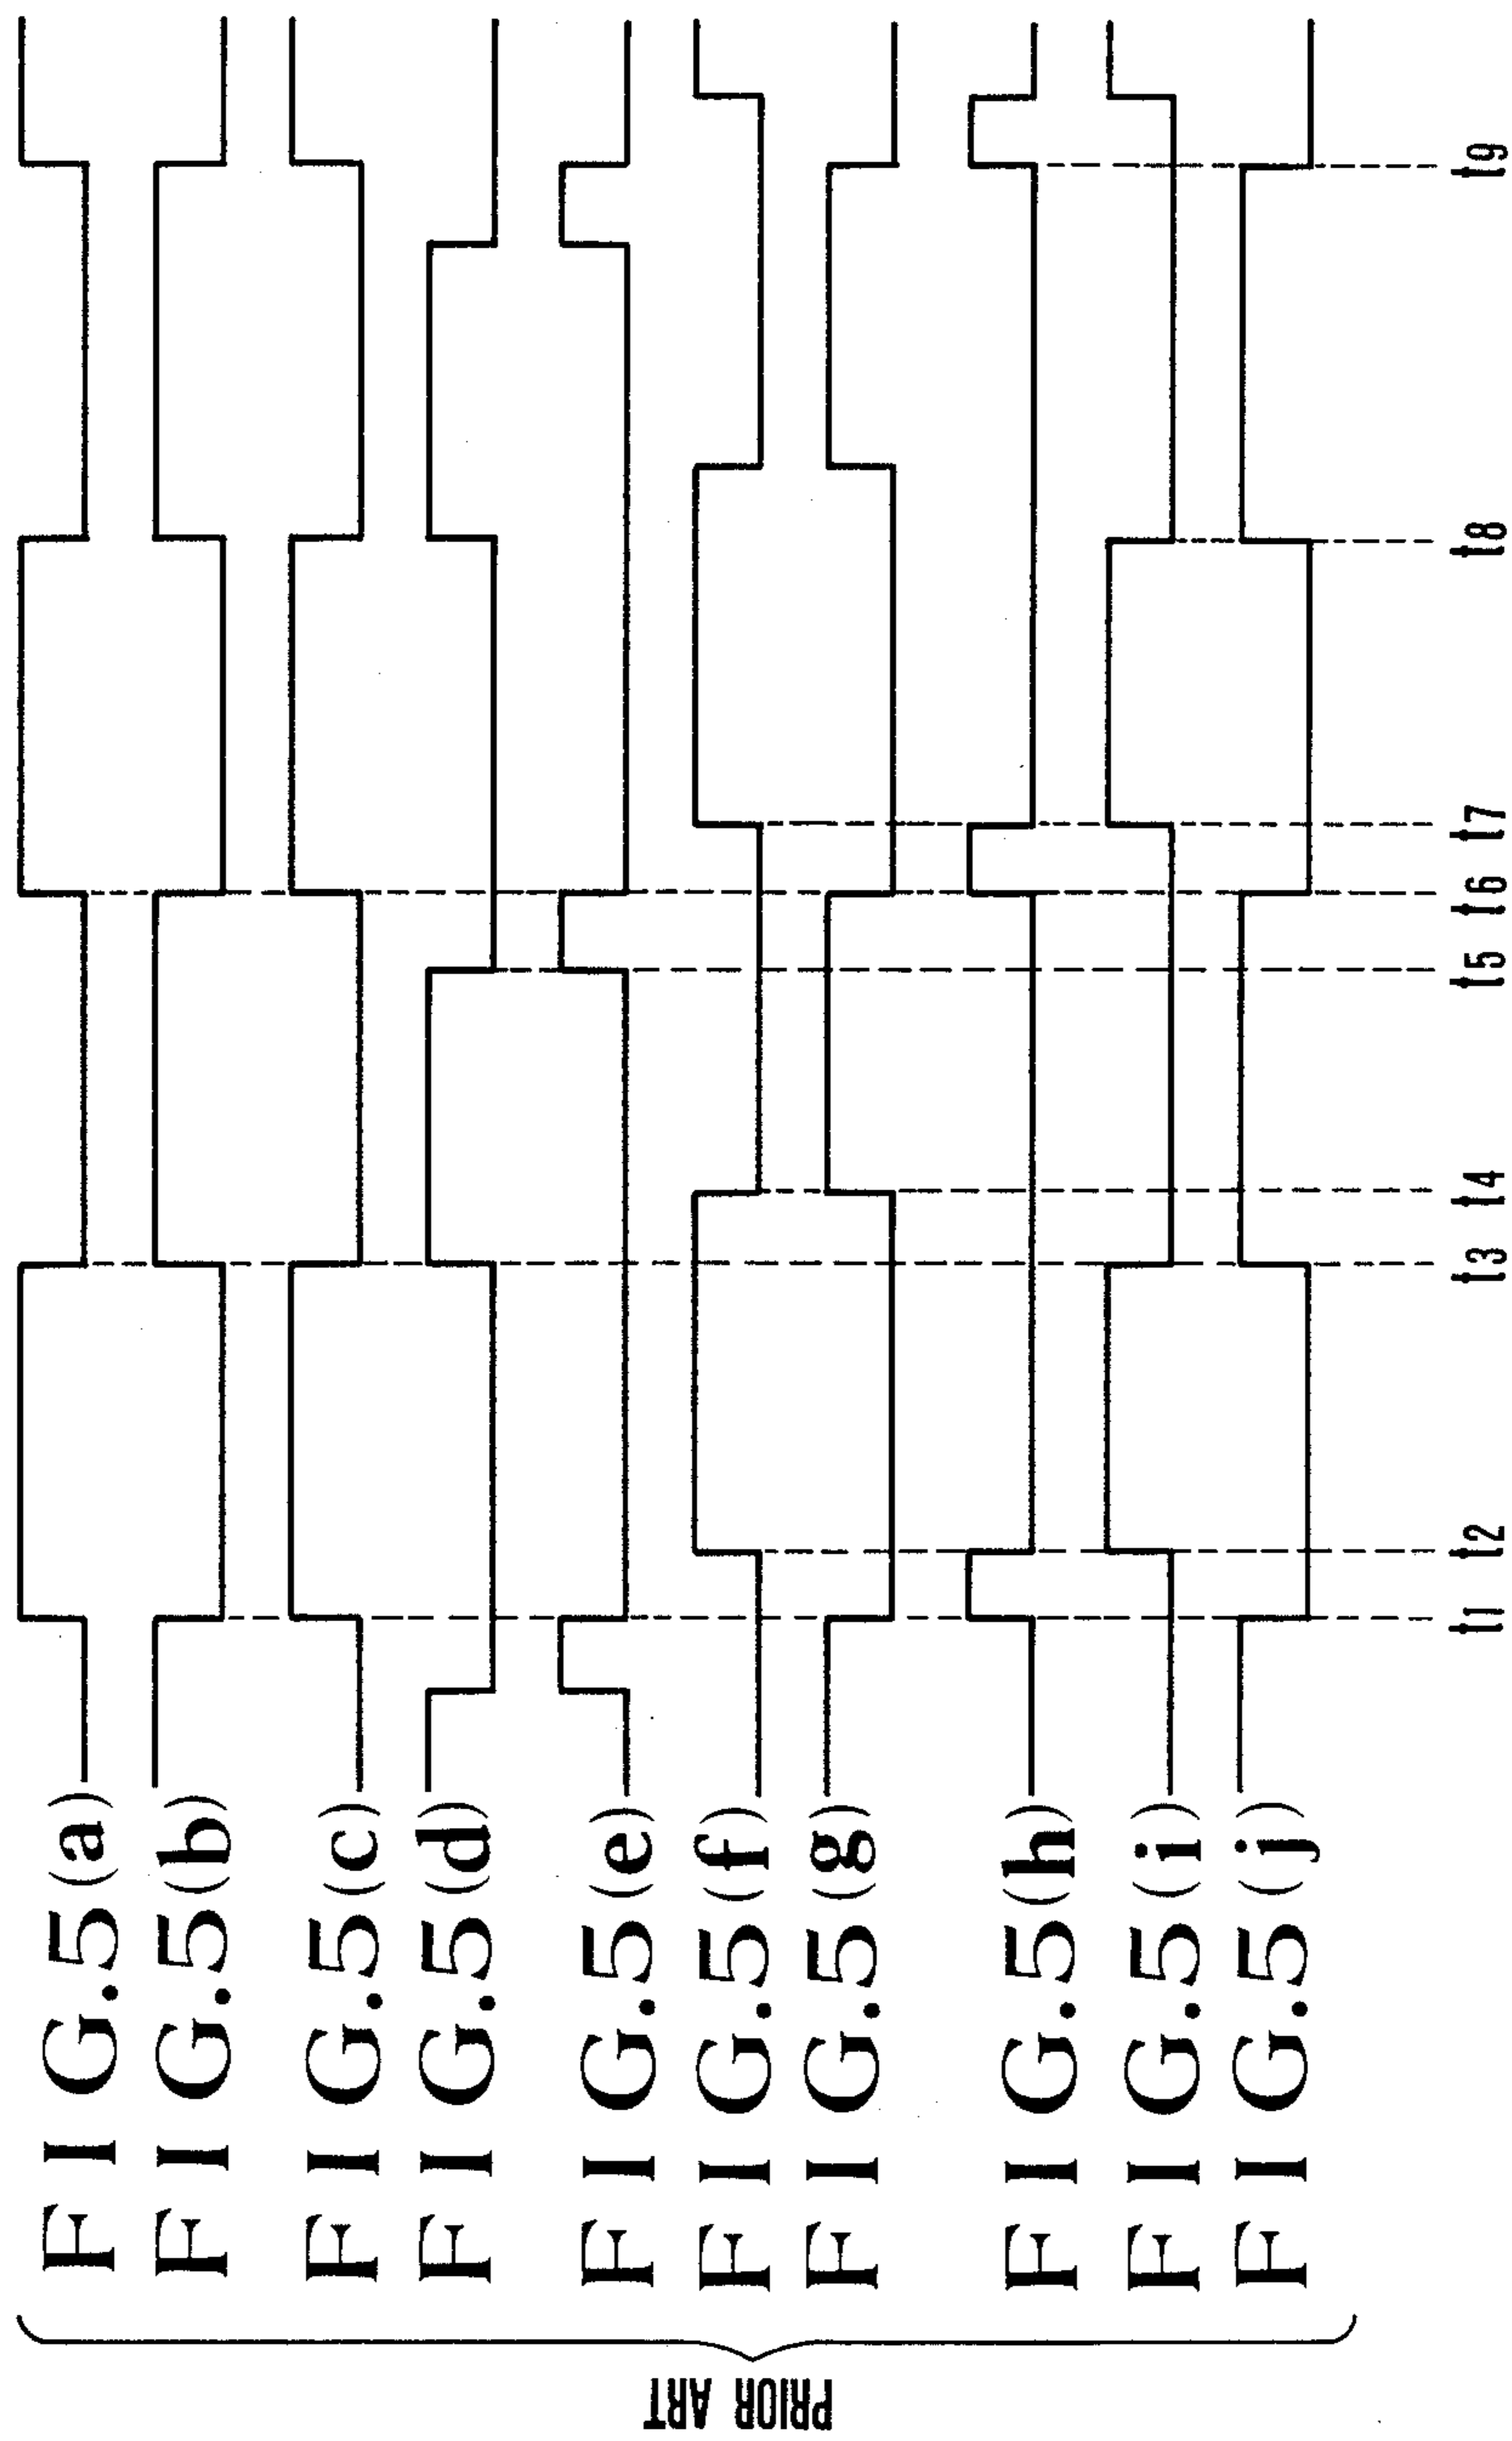 PRIOR ART
FIG.5(a)
FIG.5(b)
FIG.5(c)
FIG.5(d)
FIG.5(e)
FIG.5(f)
FIG.5(g)
FIG.5(h)
FIG.5(i)
FIG.5(j)
t1 t2 t3 t4 t5 t6 t7 t8 t9